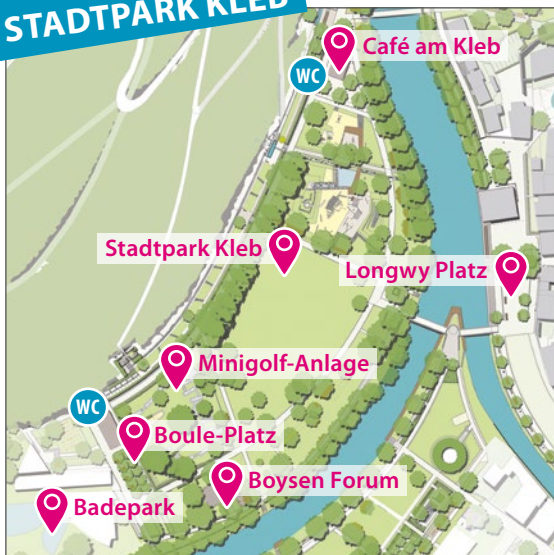 STADTPARK KLEB
Café am Kleb
WC
Stadtpark Kleb
Longwy Platz
Minigolf-Anlage
WC
Boule-Platz
Boysen Forum
Badepark